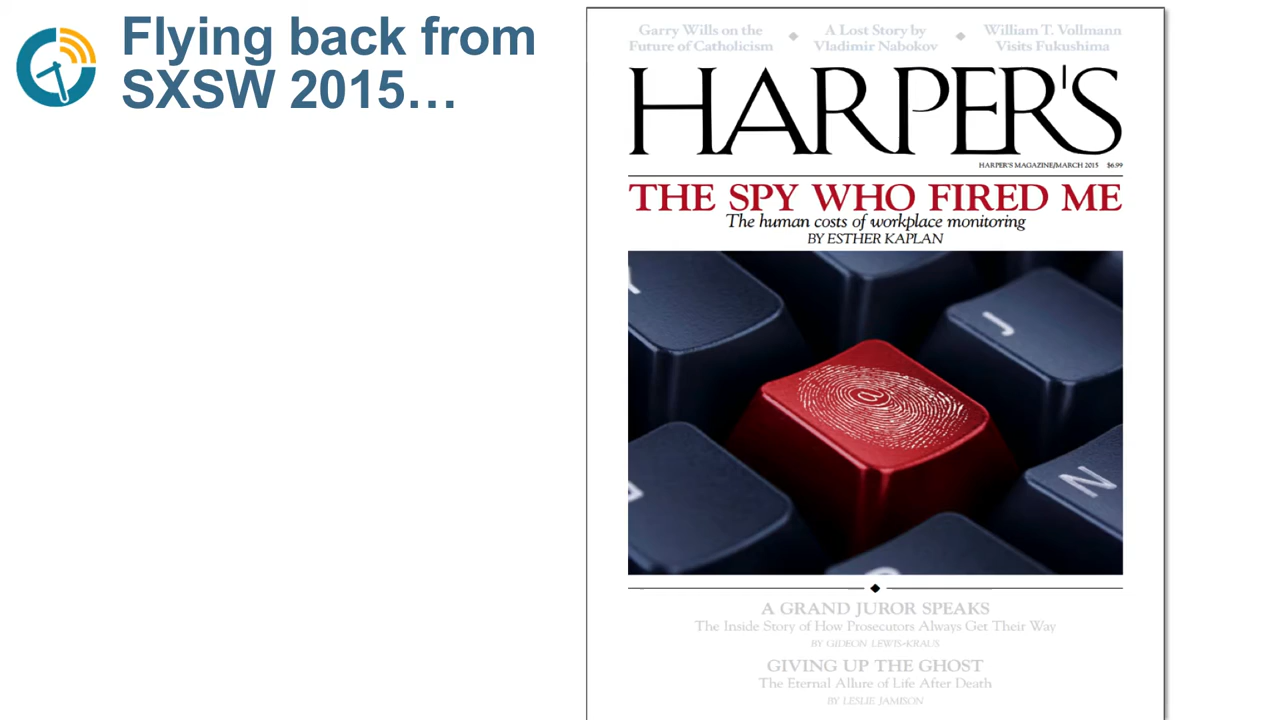 Flying back from
SXSW 2015…
Garry Wills on the
Future of Catholicism
A Lost Story by
Vladimir Nabokov
William T. Vollmann
Visits Fukushima
HARPER'S
HARPER'S MAGAZINE/MARCH 2015 $6.99
THE SPY WHO FIRED ME
The human costs of workplace monitoring
BY ESTHER KAPLAN
J
@
N
A GRAND JUROR SPEAKS
The Inside Story of How Prosecutors Always Get Their Way
BY GIDEON LEWIS-KRAUS
GIVING UP THE GHOST
The Eternal Allure of Life After Death
BY LESLIE JAMISON